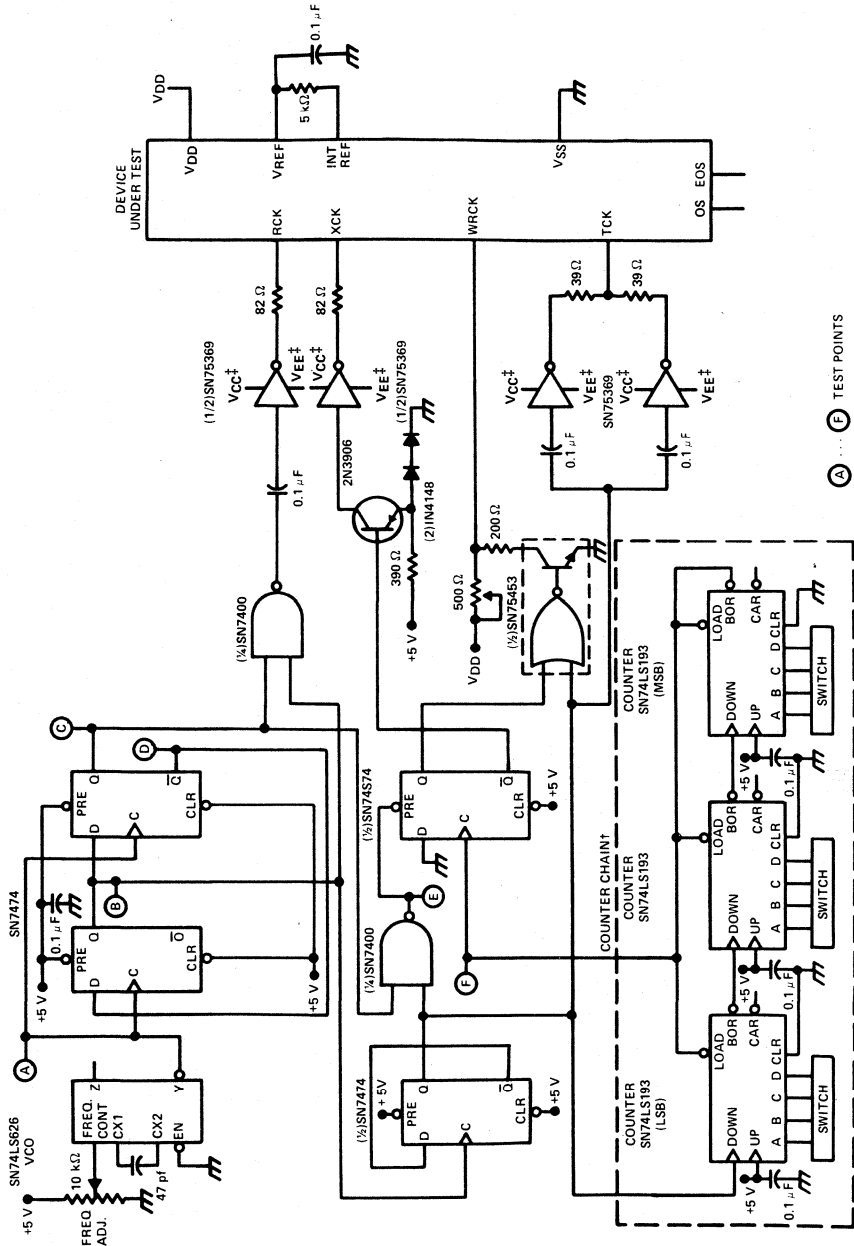 SN74LS626
VCO
+5 V
10 kΩ
FREQ
ADJ.
FREQ.
CONT
CX1
CX2
EN
Z
Y
47 pf
A
SN7474
+5 V
0.1 µF
PRE
D
Q
C
Q
CLR
+5 V
B
PRE
D
Q
C
Q
CLR
C
D
(¼)SN7400
0.1 µF
(1/2)SN75369
VCC‡
VEE‡
82 Ω
VCC‡
VEE‡
82 Ω
(1/2)SN75369
2N3906
(2)IN4148
390 Ω
+5 V
DEVICE
UNDER TEST
RCK
XCK
WRCK
TCK
VDD
VDD
VREF
INT
REF
VSS
OS
EOS
5 kΩ
0.1 µF
(½)SN7474
+ 5V
PRE
D
Q
C
Q
CLR
+5 V
(¼)SN7400
E
F
(½)SN74S74
PRE
D
Q
C
Q
CLR
+5 V
VDD
500 Ω
200 Ω
(½)SN75453
0.1 µF
0.1 µF
VCC‡
VEE‡
SN75369
VCC‡
VEE‡
39 Ω
39 Ω
COUNTER CHAIN†
COUNTER
SN74LS193
(LSB)
LOAD
DOWN
BOR
UP
CAR
A B C D CLR
SWITCH
+5 V
0.1 µF
COUNTER
SN74LS193
LOAD
DOWN
BOR
UP
CAR
A B C D CLR
SWITCH
+5 V
0.1 µF
COUNTER
SN74LS193
(MSB)
LOAD
DOWN
BOR
UP
CAR
A B C D CLR
SWITCH
+5 V
0.1 µF
A ... F TEST POINTS